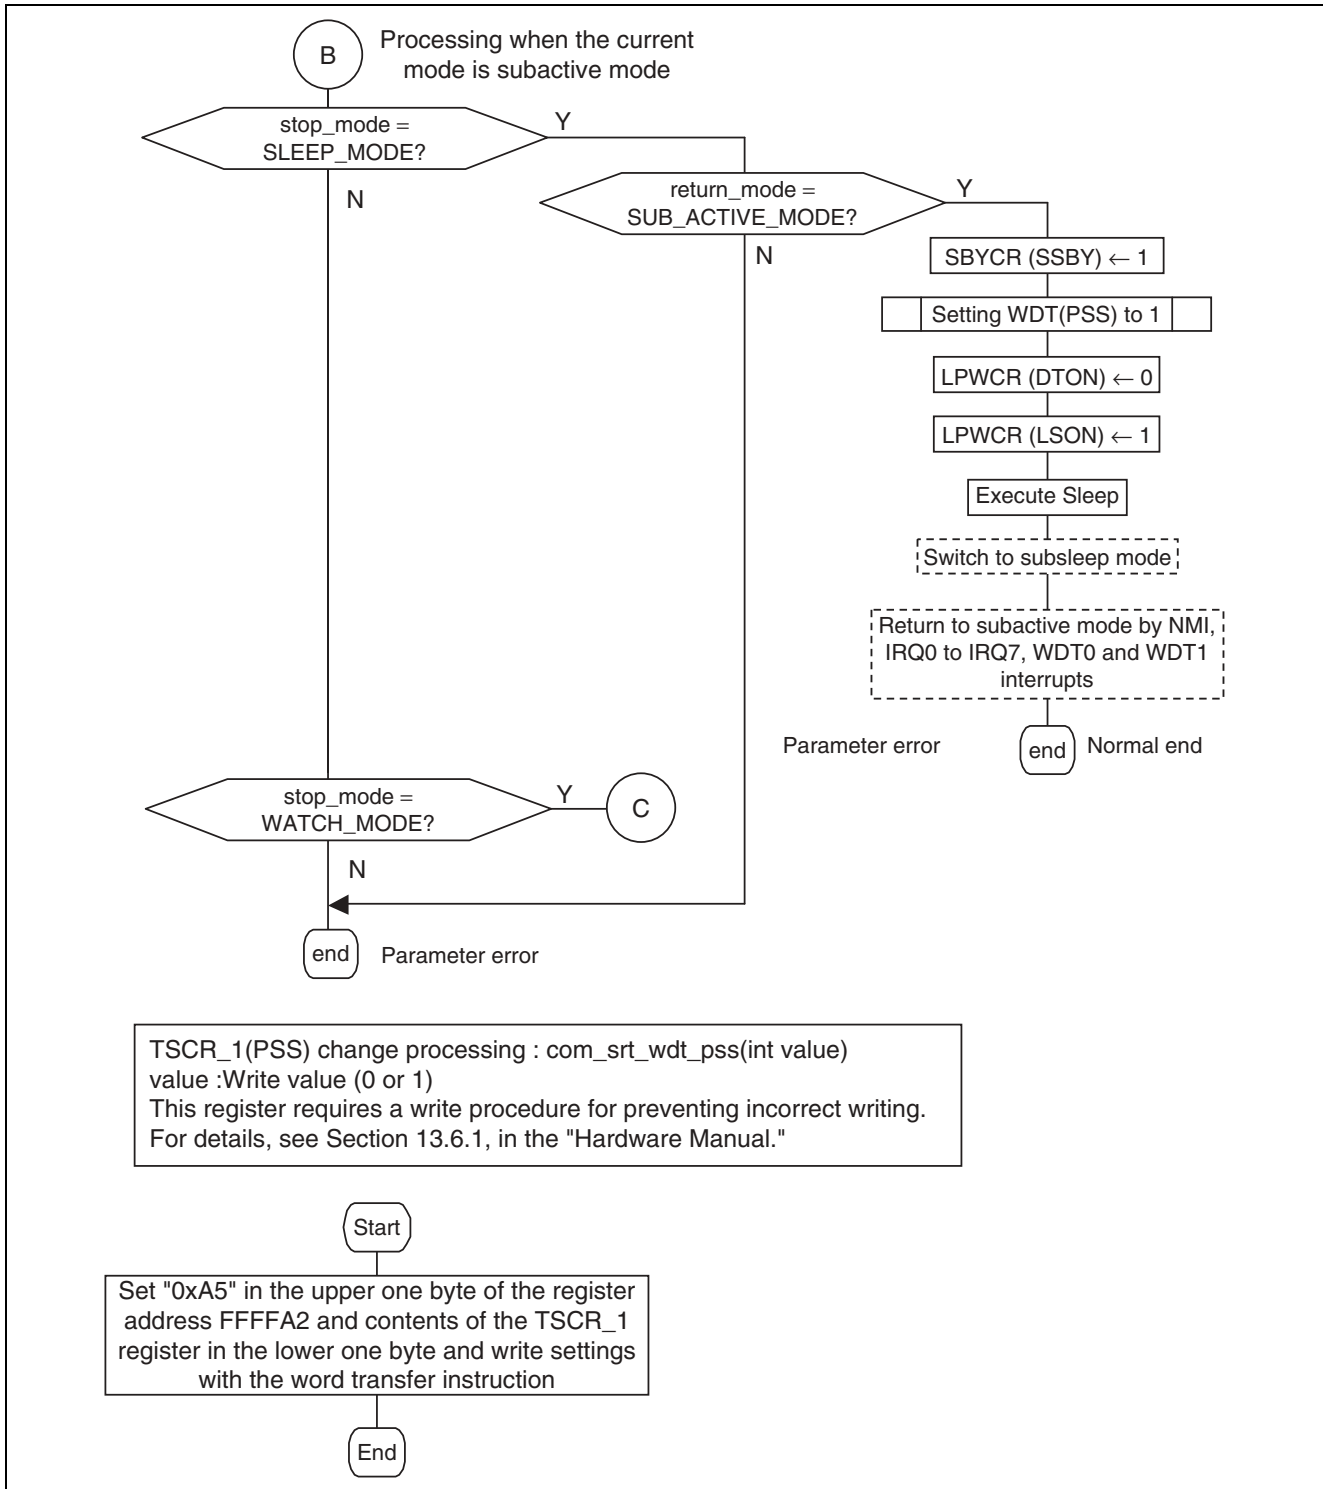 B
Processing when the current
mode is subactive mode
stop_mode =
SLEEP_MODE?
Y
N
return_mode =
SUB_ACTIVE_MODE?
Y
N
SBYCR (SSBY) ← 1
Setting WDT(PSS) to 1
LPWCR (DTON) ← 0
LPWCR (LSON) ← 1
Execute Sleep
Switch to subsleep mode
Return to subactive mode by NMI,
IRQ0 to IRQ7, WDT0 and WDT1
interrupts
Parameter error
end
Normal end
stop_mode =
WATCH_MODE?
Y
C
N
end
Parameter error
TSCR_1(PSS) change processing : com_srt_wdt_pss(int value)
value :Write value (0 or 1)
This register requires a write procedure for preventing incorrect writing.
For details, see Section 13.6.1, in the "Hardware Manual."
Start
Set "0xA5" in the upper one byte of the register
address FFFFA2 and contents of the TSCR_1
register in the lower one byte and write settings
with the word transfer instruction
End